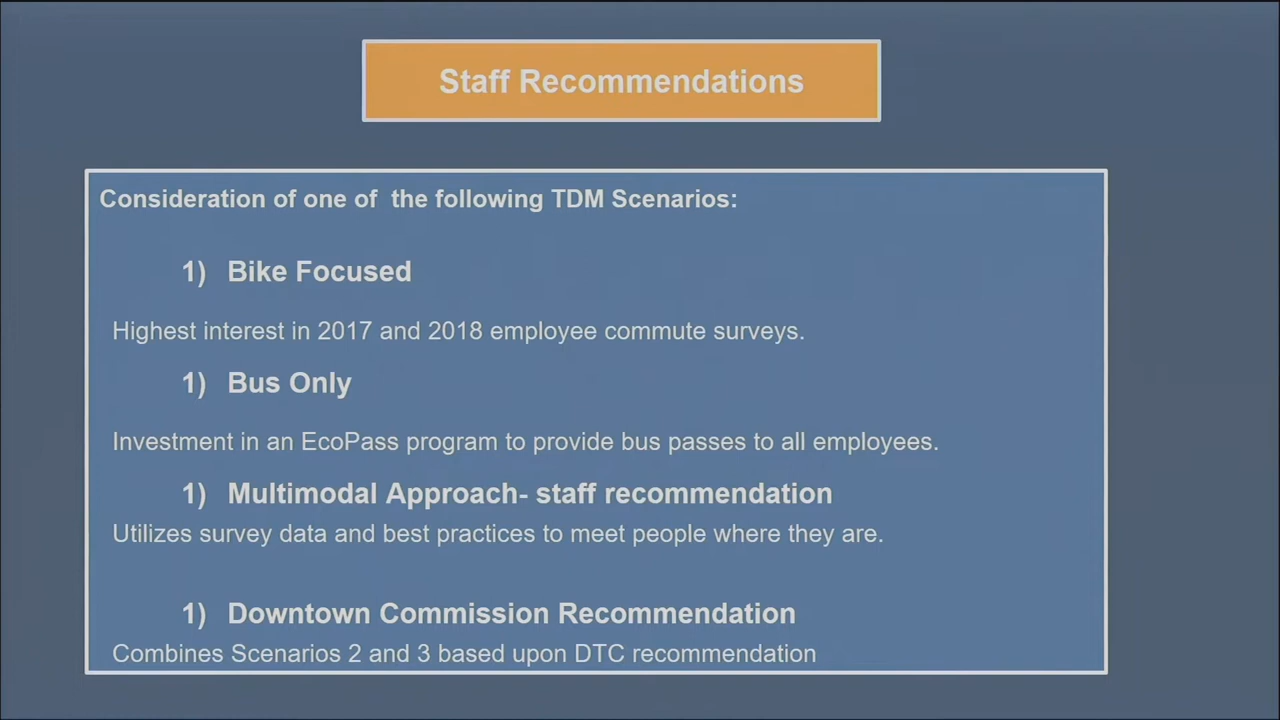 Staff Recommendations
Consideration of one of  the following TDM Scenarios:
1) Bike Focused
Highest interest in 2017 and 2018 employee commute surveys.
1) Bus Only
Investment in an EcoPass program to provide bus passes to all employees.
1) Multimodal Approach- staff recommendation
Utilizes survey data and best practices to meet people where they are.
1) Downtown Commission Recommendation
Combines Scenarios 2 and 3 based upon DTC recommendation